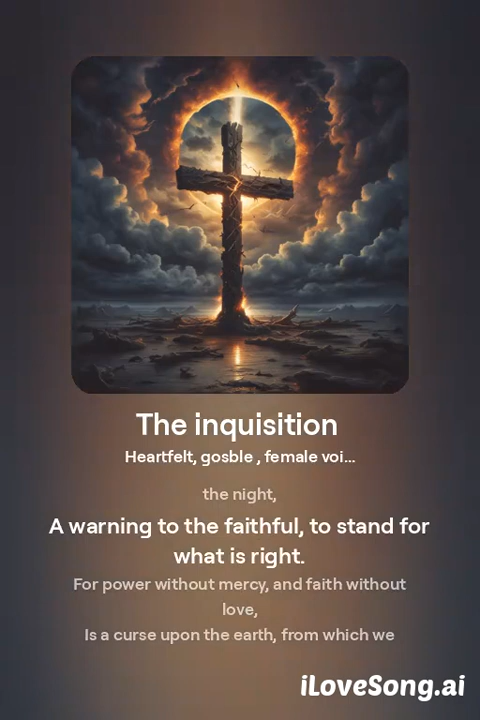 The inquisition
Heartfelt, gosble , female voi...
the night,
A warning to the faithful, to stand for
what is right.
For power without mercy, and faith without
love,
Is a curse upon the earth, from which we
iLoveSong.ai